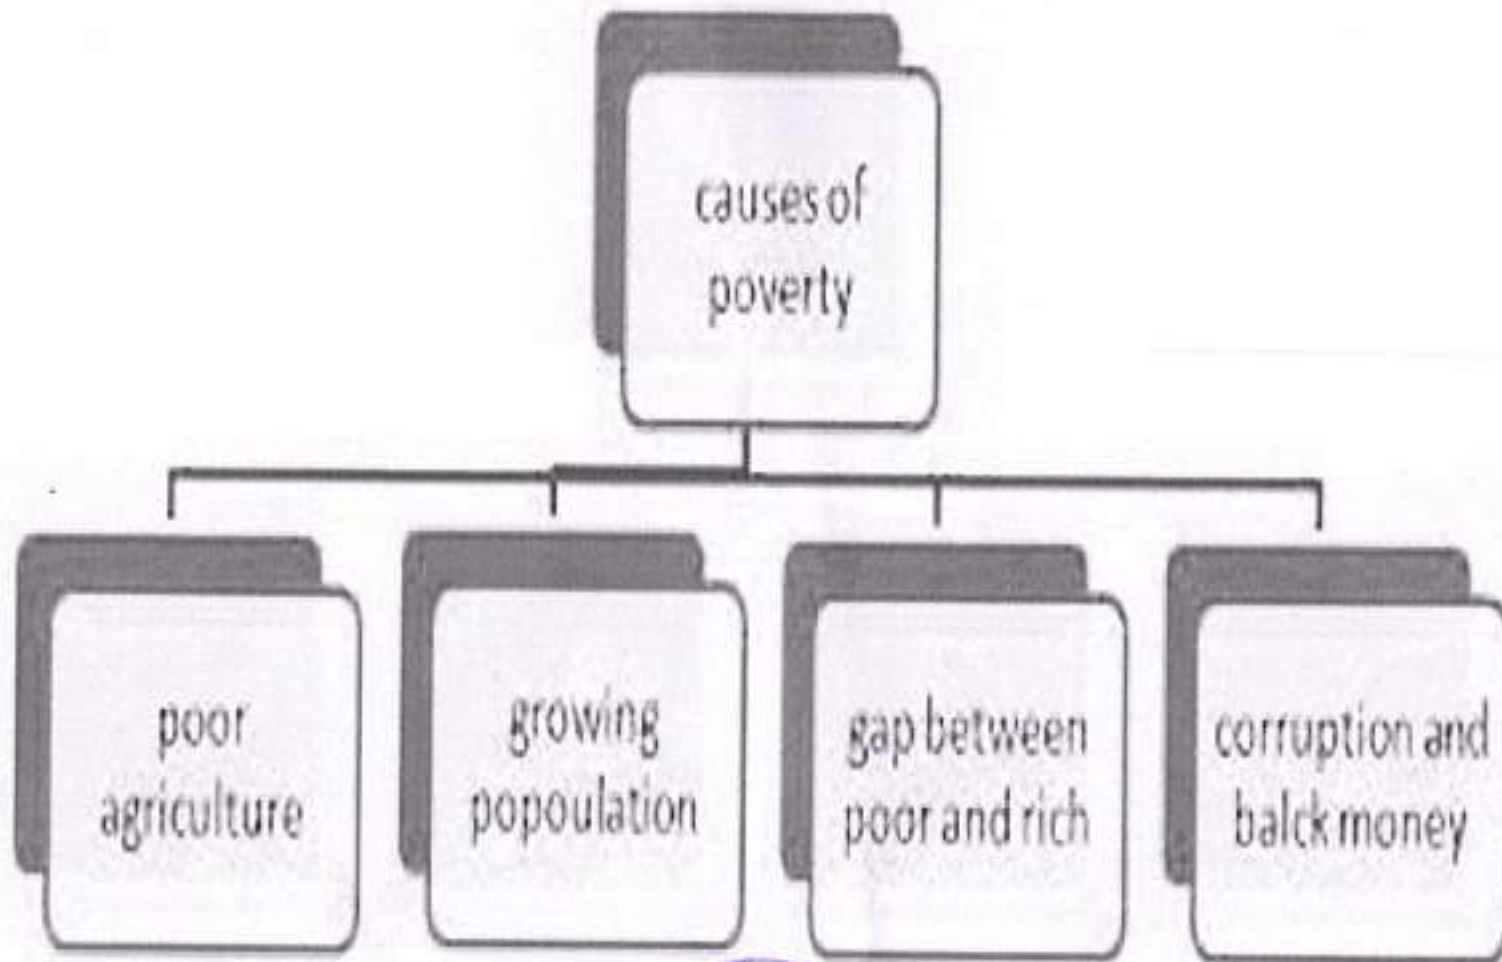 causes of
poverty
poor
agriculture
growing
popoulation
gap between
poor and rich
corruption and
balck money